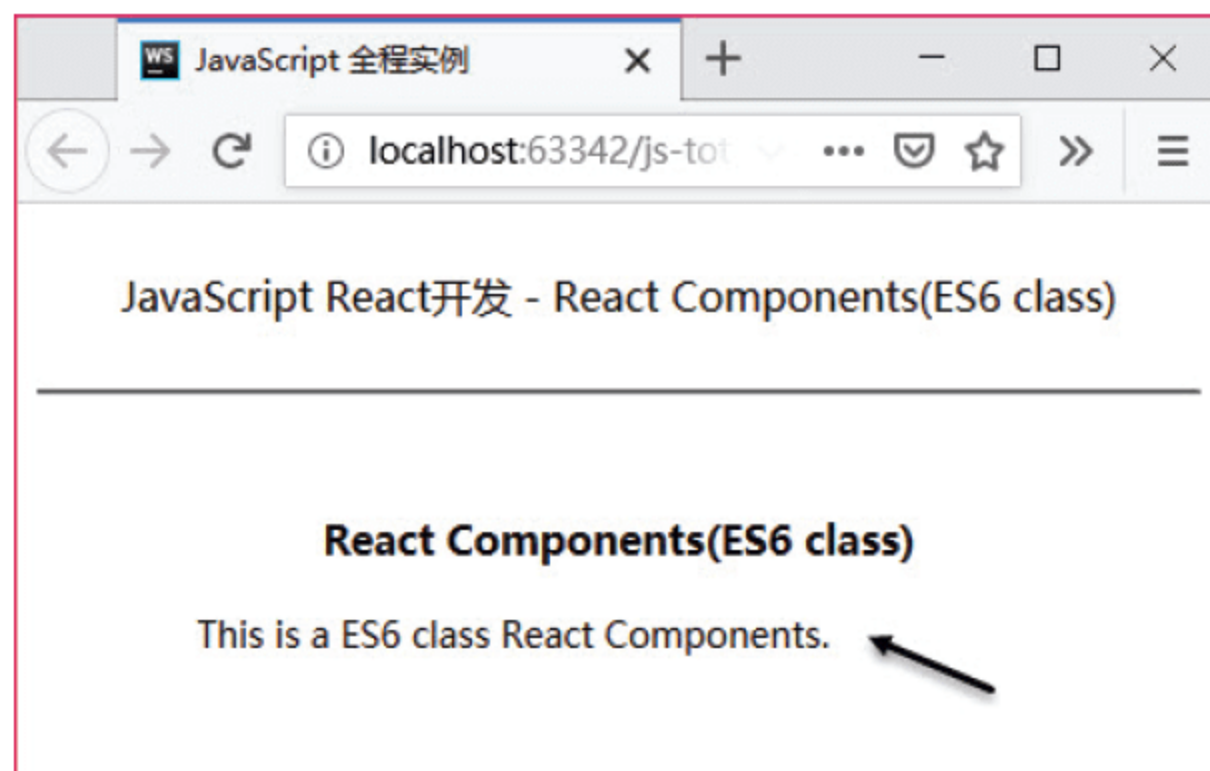 WS JavaScript 全程实例
localhost:63342/js-tot
JavaScript React开发 - React Components(ES6 class)
React Components(ES6 class)
This is a ES6 class React Components.